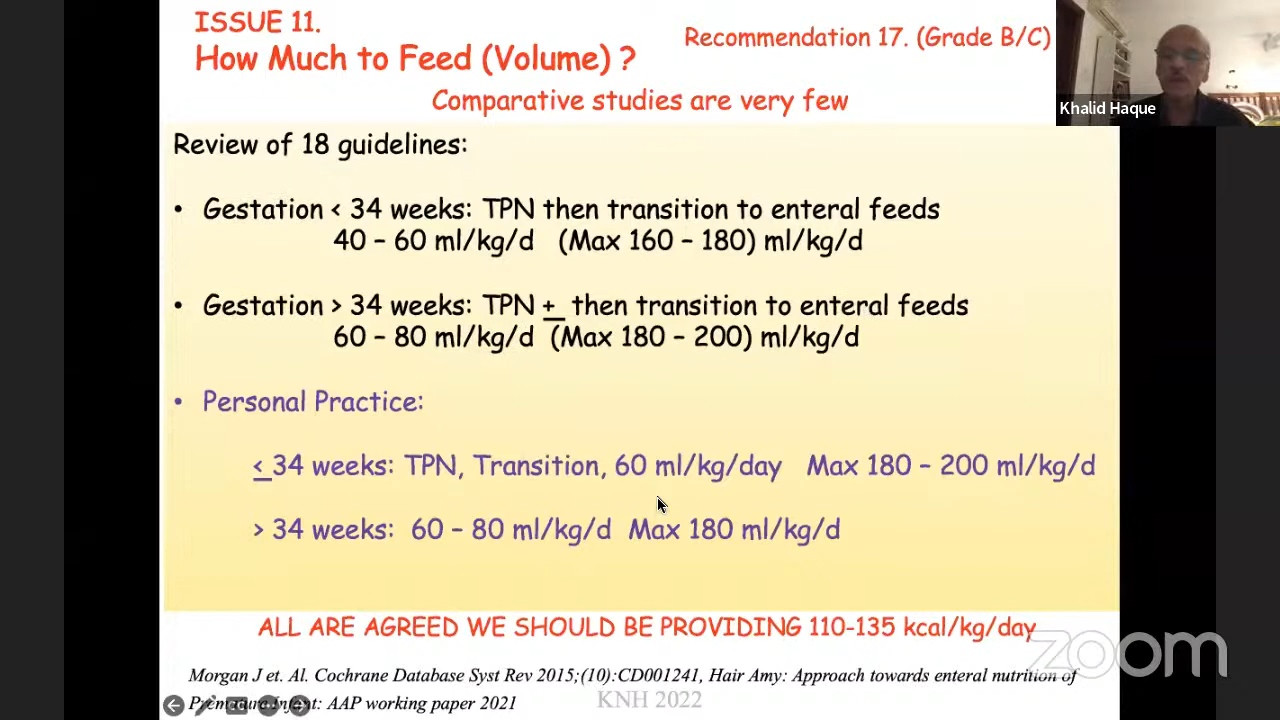 ISSUE 11.
How Much to Feed (Volume) ?
Recommendation 17. (Grade B/C)
Comparative studies are very few
Khalid Haque
Review of 18 guidelines:
• Gestation < 34 weeks: TPN then transition to enteral feeds
40 – 60 ml/kg/d (Max 160 – 180) ml/kg/d
• Gestation > 34 weeks: TPN ± then transition to enteral feeds
60 – 80 ml/kg/d (Max 180 – 200) ml/kg/d
• Personal Practice:
≤ 34 weeks: TPN, Transition, 60 ml/kg/day Max 180 – 200 ml/kg/d
> 34 weeks: 60 – 80 ml/kg/d Max 180 ml/kg/d
ALL ARE AGREED WE SHOULD BE PROVIDING 110-135 kcal/kg/day
zoom
Morgan J et. Al. Cochrane Database Syst Rev 2015;(10):CD001241, Hair Amy: Approach towards enteral nutrition of
Premature Infant: AAP working paper 2021
KNH 2022